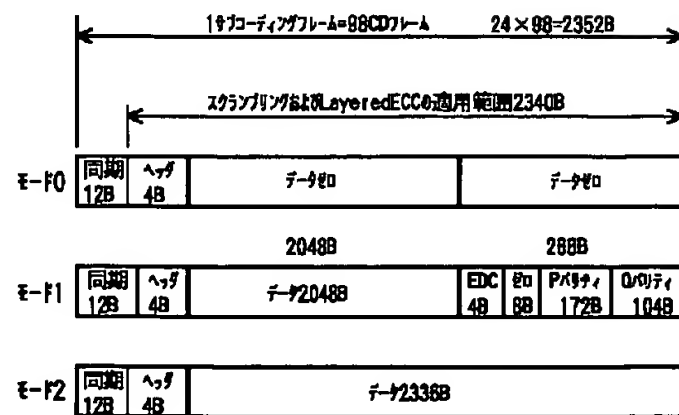 1サブコーディングフレーム=98CDフレーム 24×98=2352B
スクランブリングおよびLayeredECCの適用範囲2340B
モード0 同期 12B ヘッダ 4B データゼロ データゼロ
2048B 288B
モード1 同期 12B ヘッダ 4B データ2048B EDC 4B ゼロ 8B Pパリティ 172B Qパリティ 104B
モード2 同期 12B ヘッダ 4B データ2336B